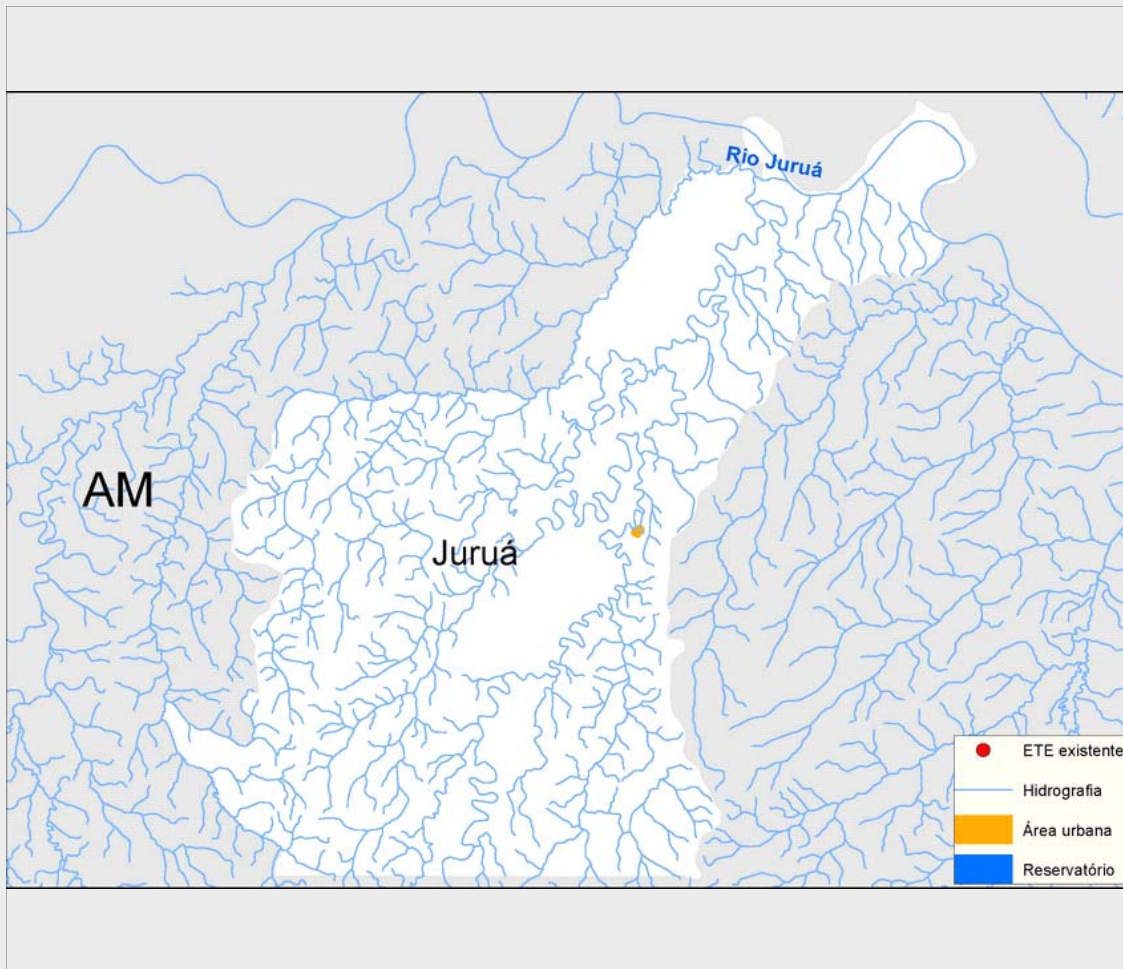 Rio Juruá
AM
Juruá
ETE existente
Hidrografia
Área urbana
Reservatório